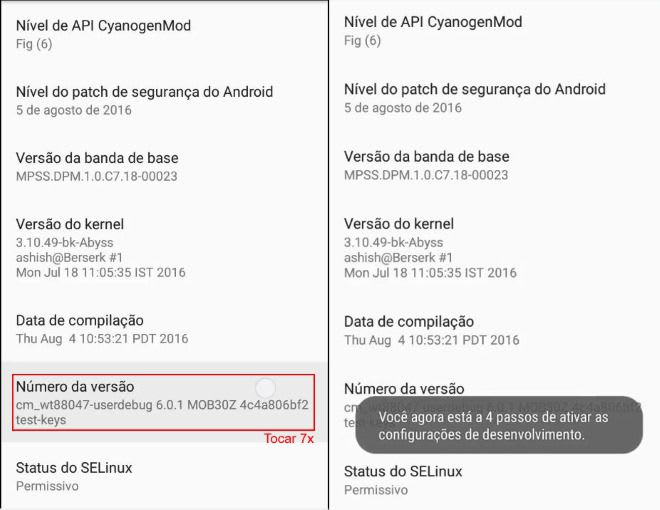 Nível de API CyanogenMod
Fig (6)
Nível do patch de segurança do Android
5 de agosto de 2016
Versão da banda de base
MPSS.DPM.1.0.C7.18-00023
Versão do kernel
3.10.49-bk-Abyss
ashish@Berserk #1
Mon Jul 18 11:05:35 IST 2016
Data de compilação
Thu Aug 4 10:53:21 PDT 2016
Número da versão
cm_wt88047-userdebug 6.0.1 MOB30Z 4c4a806bf2
test-keys
Tocar 7x
Status do SELinux
Permissivo
Nível de API CyanogenMod
Fig (6)
Nível do patch de segurança do Android
5 de agosto de 2016
Versão da banda de base
MPSS.DPM.1.0.C7.18-00023
Versão do kernel
3.10.49-bk-Abyss
ashish@Berserk #1
Mon Jul 18 11:05:35 IST 2016
Data de compilação
Thu Aug 4 10:53:21 PDT 2016
Número da versão
Você agora está a 4 passos de ativar as
configurações de desenvolvimento.
Status do SELinux
Permissivo